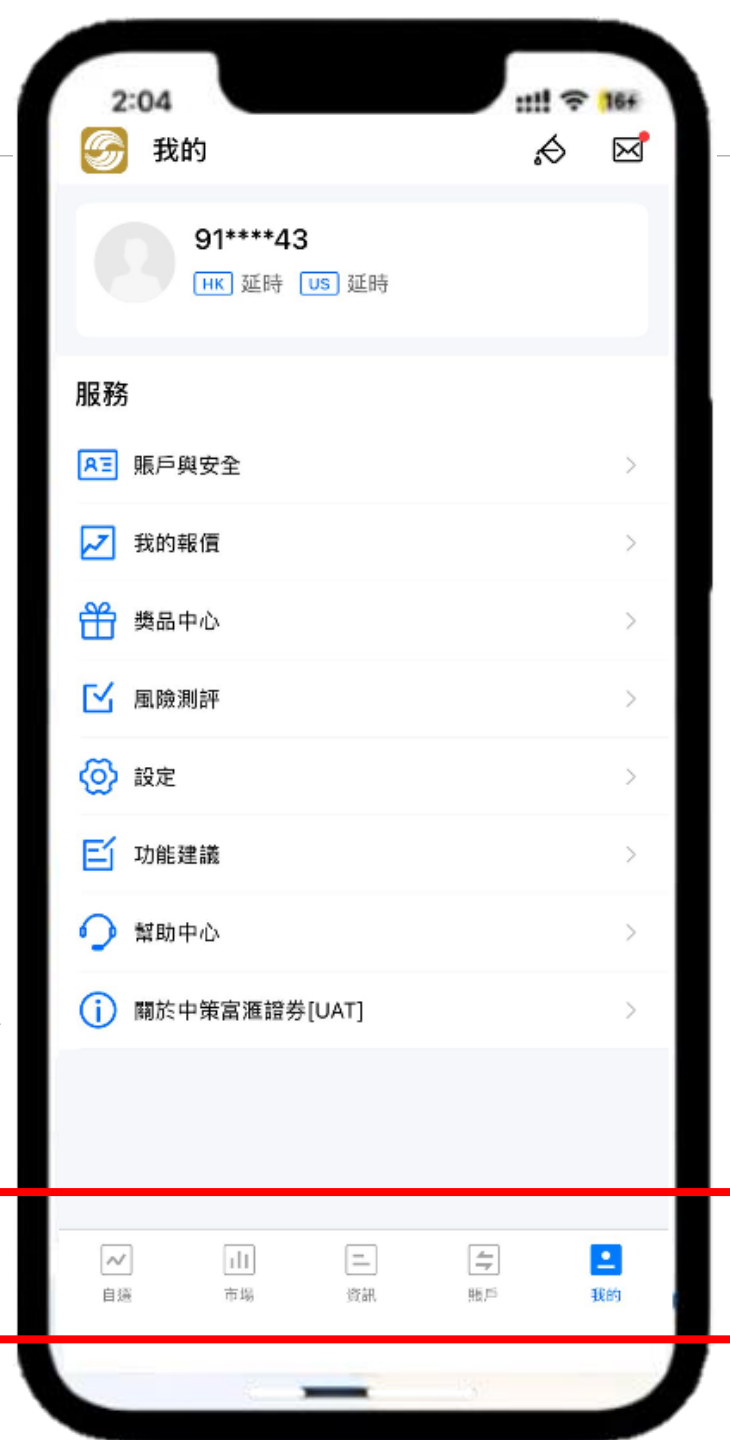 2:04
16
我的
91****43
HK 延時 US 延時
服務
賬戶與安全
我的報價
獎品中心
風險測評
設定
功能建議
幫助中心
關於中策富滙證券[UAT]
自選 市場 資訊 賬戶 我的